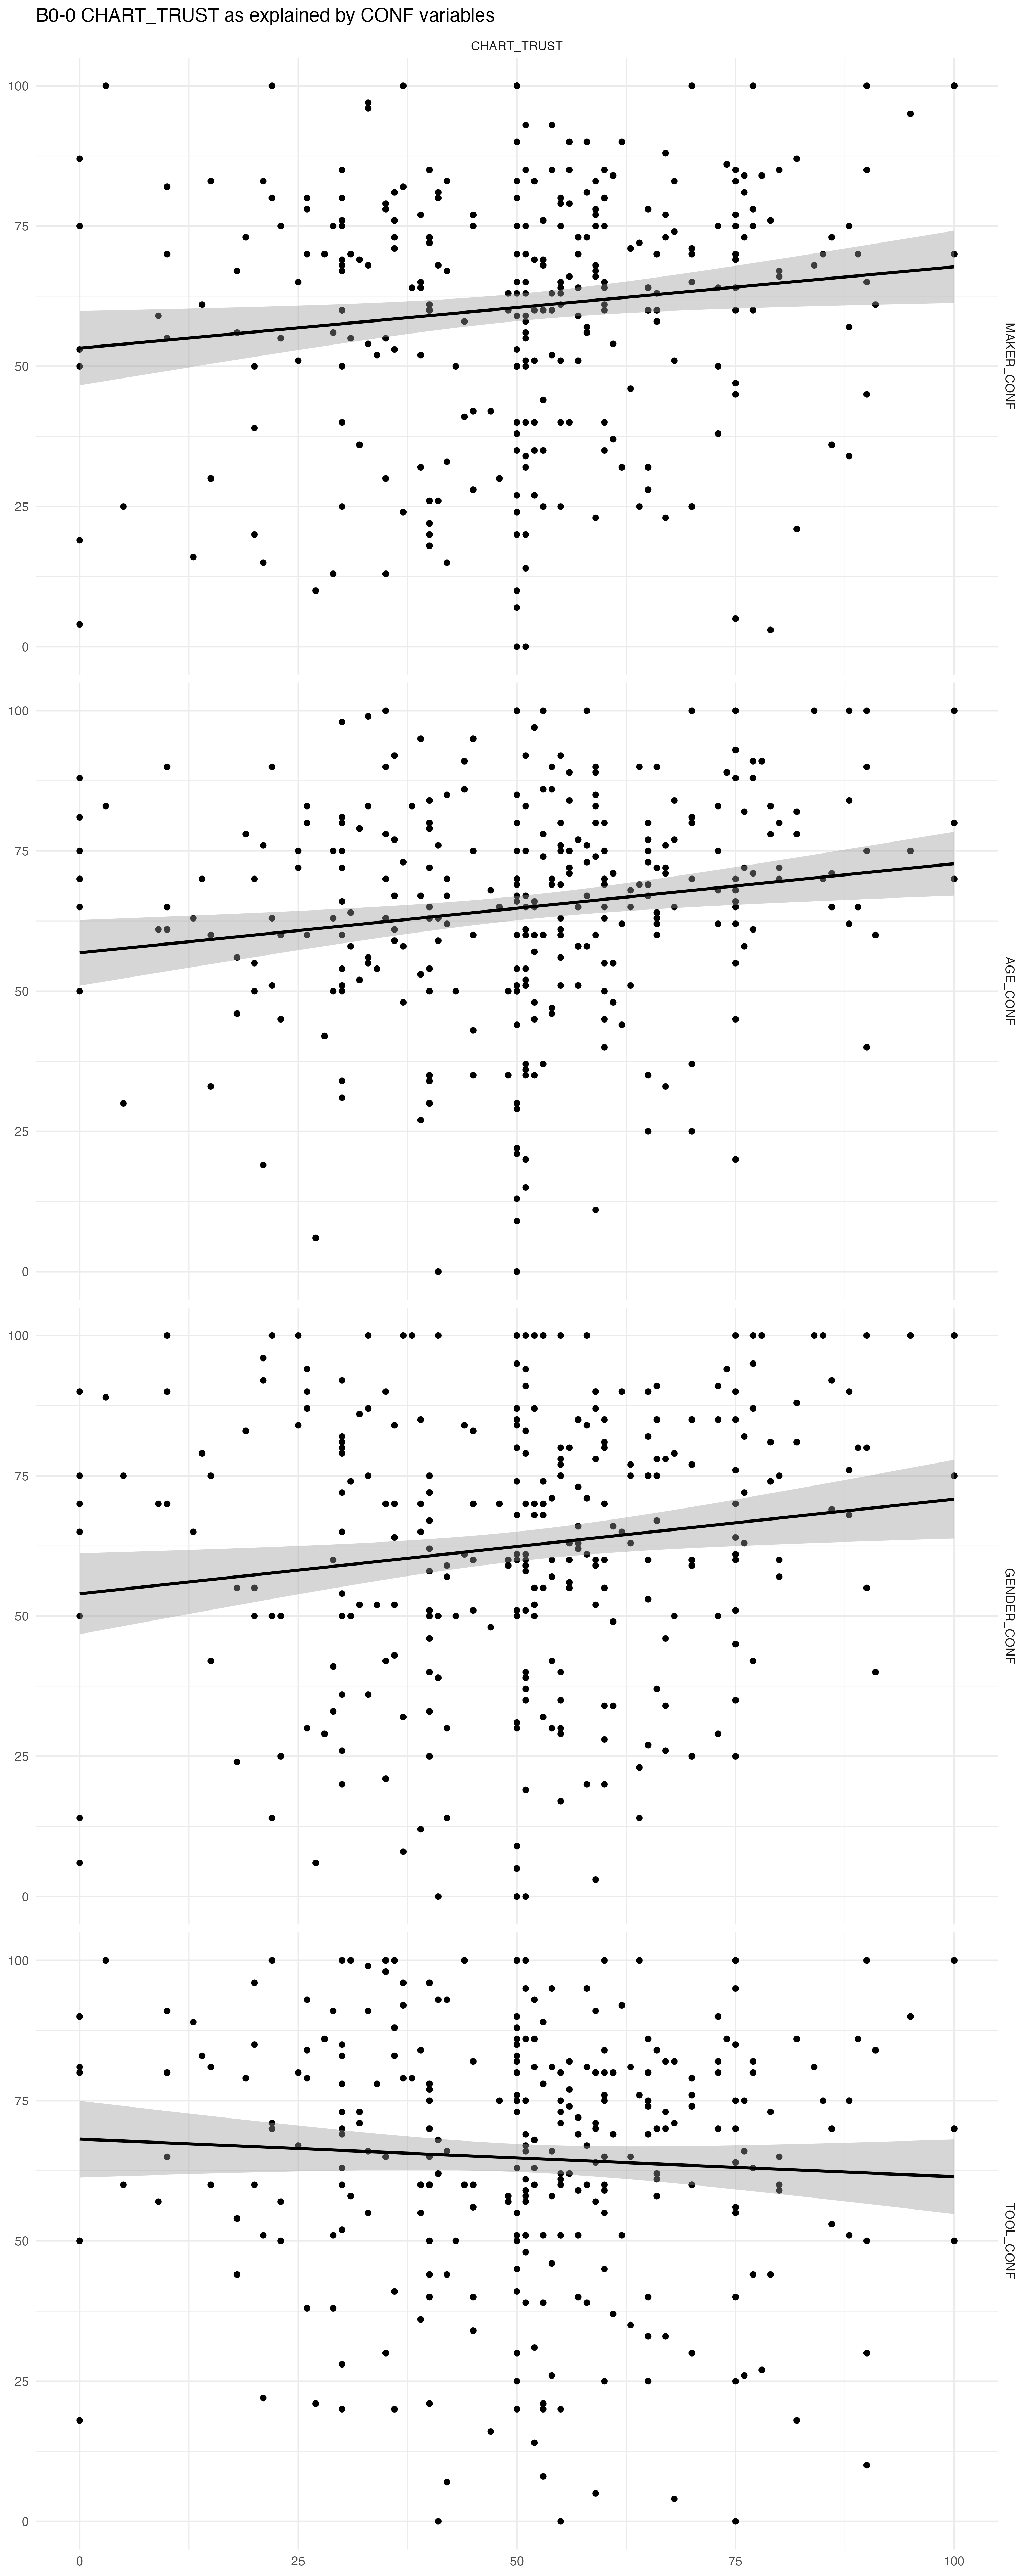 B0-0 CHART_TRUST as explained by CONF variables
CHART_TRUST
100
75
50
25
0
MAKER_CONF
100
75
50
25
0
AGE_CONF
100
75
50
25
0
GENDER_CONF
100
75
50
25
0
TOOL_CONF
0 25 50 75 100